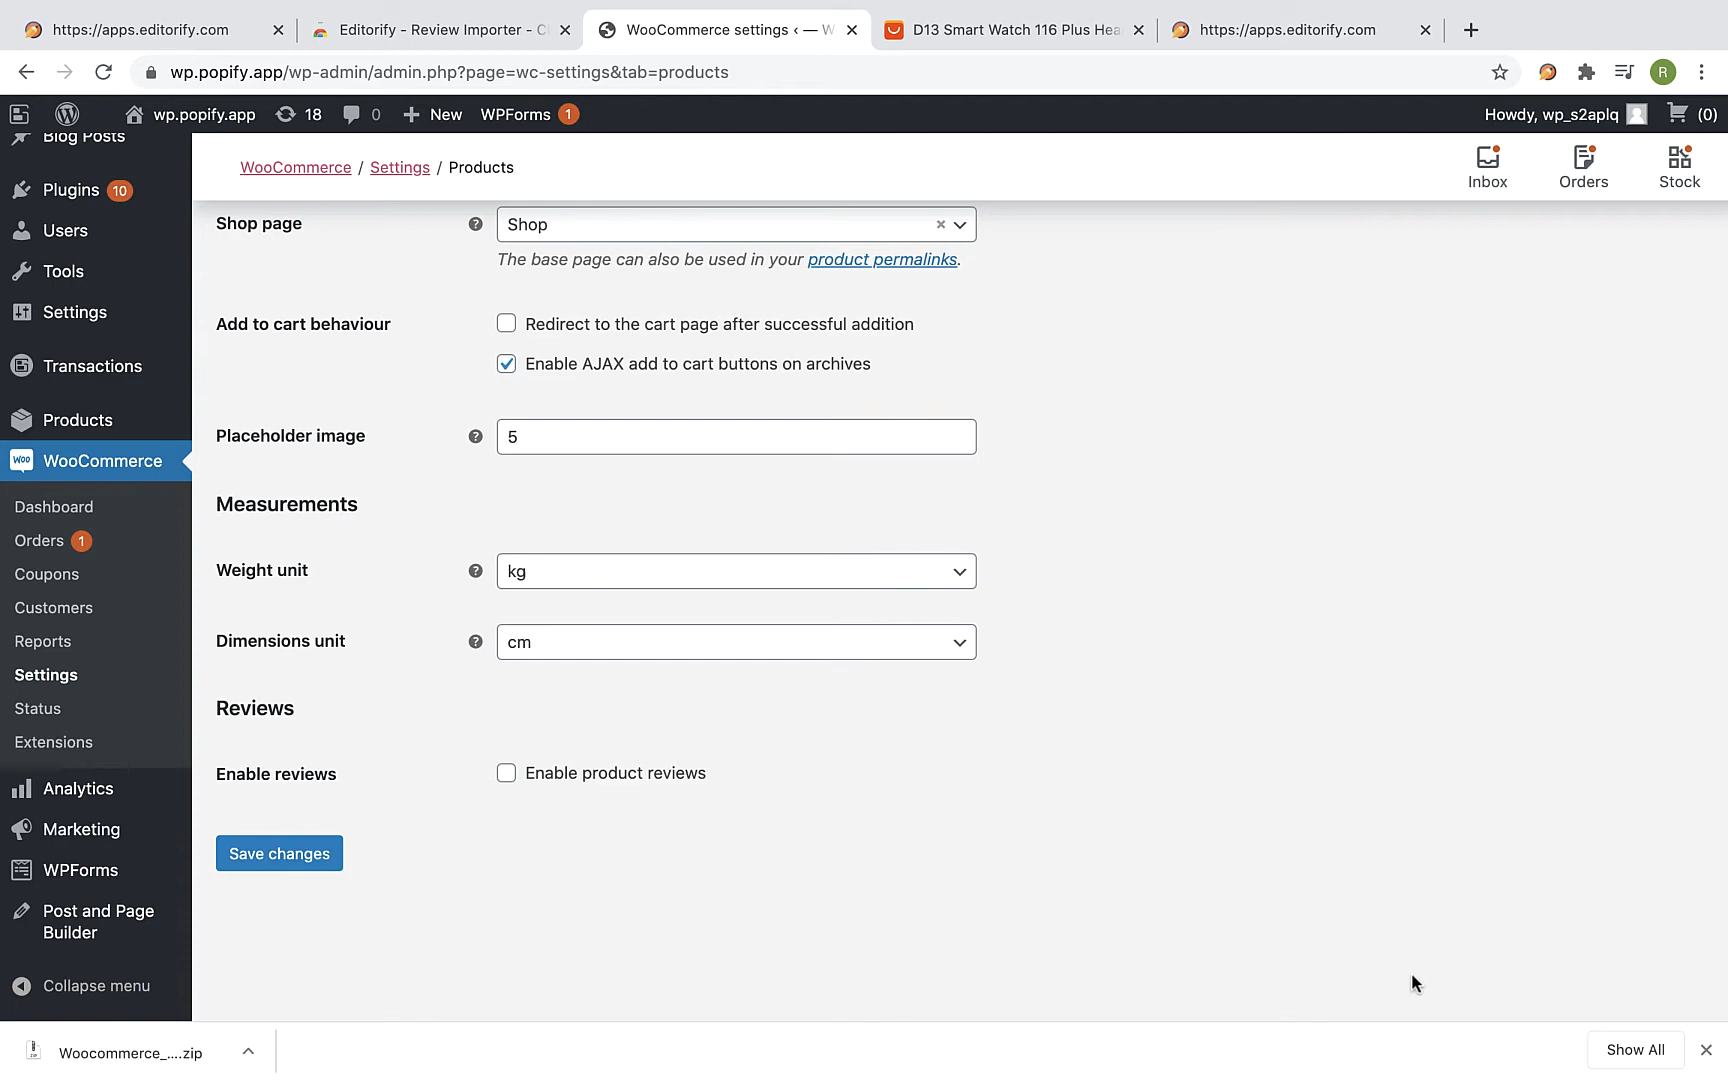 https://apps.editorify.com
Editorify - Review Importer - C
WooCommerce settings ‹ — W
D13 Smart Watch 116 Plus Hea
https://apps.editorify.com
wp.popify.app/wp-admin/admin.php?page=wc-settings&tab=products
R
wp.popify.app 18 0 New WPForms 1
Howdy, wp_s2aplq (0)
Blog Posts
Plugins 10
Users
Tools
Settings
Transactions
Products
WOO WooCommerce
Dashboard
Orders 1
Coupons
Customers
Reports
Settings
Status
Extensions
Analytics
Marketing
WPForms
Post and Page
Builder
Collapse menu
WooCommerce / Settings / Products
Inbox
Orders
Stock
Shop page
Shop
The base page can also be used in your product permalinks.
Add to cart behaviour
Redirect to the cart page after successful addition
Enable AJAX add to cart buttons on archives
Placeholder image
5
Measurements
Weight unit
kg
Dimensions unit
cm
Reviews
Enable reviews
Enable product reviews
Save changes
Woocommerce_....zip
Show All